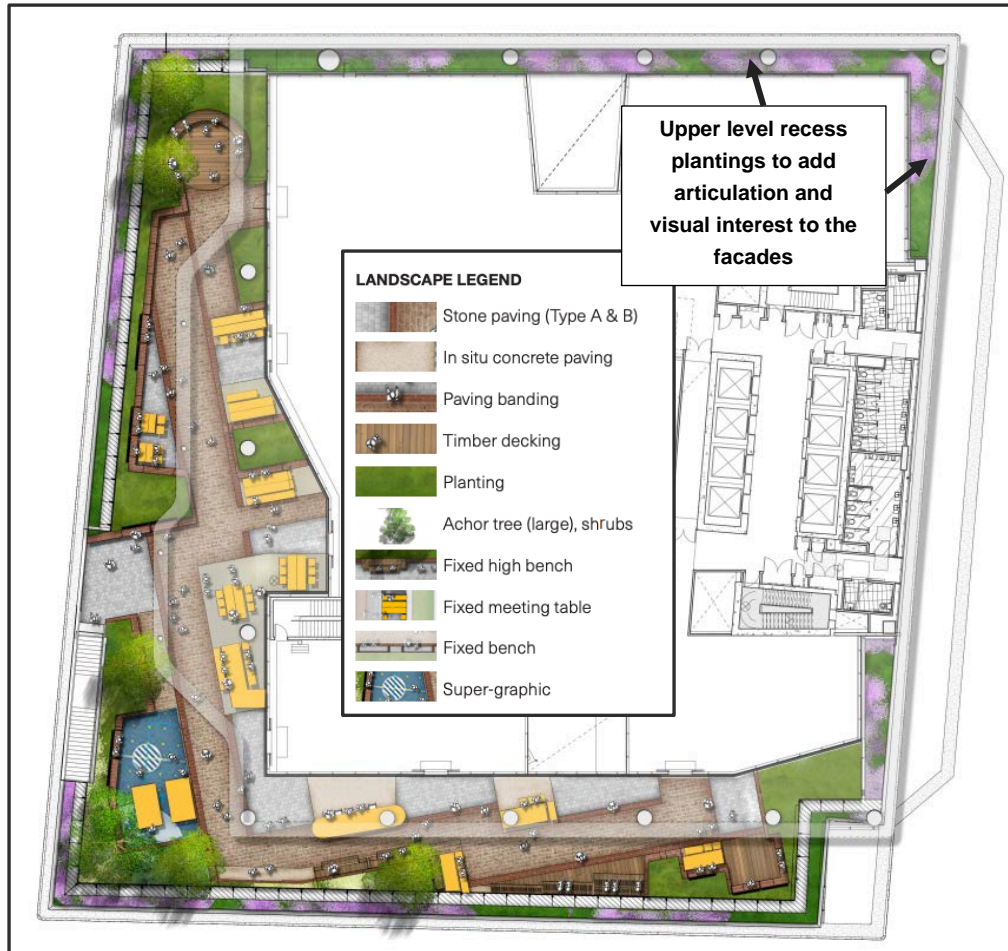 Upper level recess
plantings to add
articulation and
visual interest to the
facades
LANDSCAPE LEGEND
Stone paving (Type A & B)
In situ concrete paving
Paving banding
Timber decking
Planting
Achor tree (large), shrubs
Fixed high bench
Fixed meeting table
Fixed bench
Super-graphic